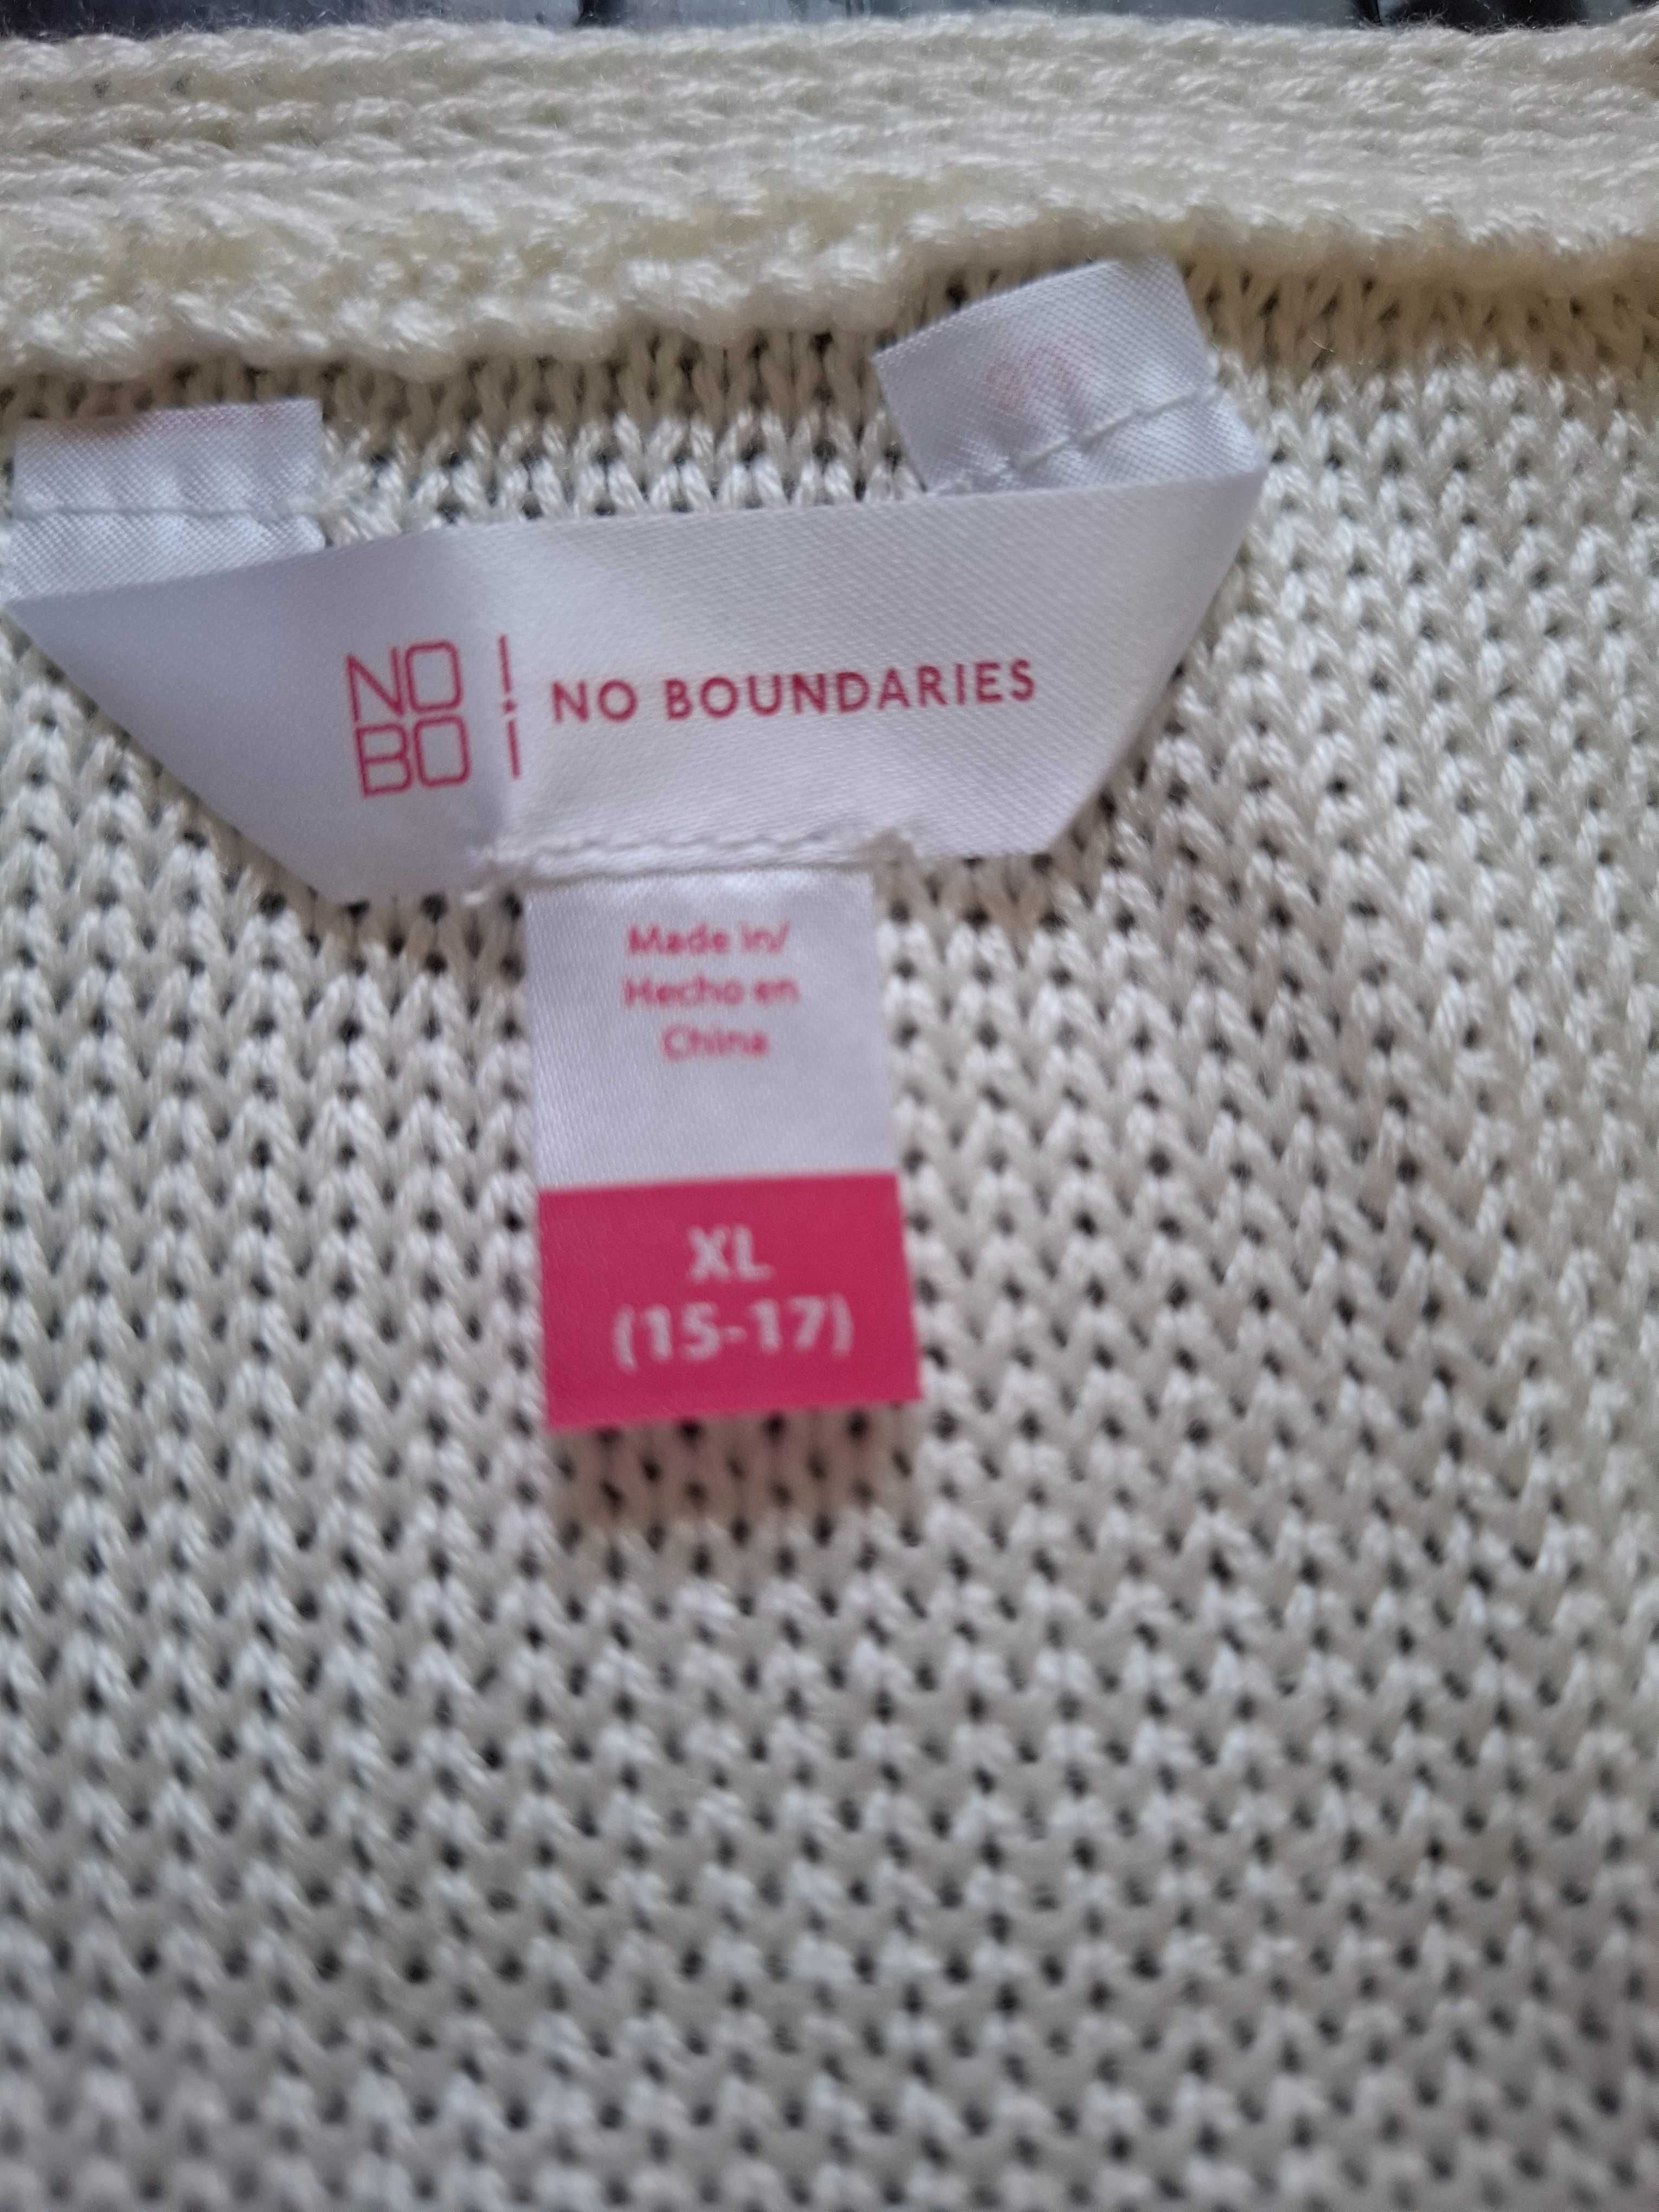 NO
BO
NO BOUNDARIES
Made in/
Hecho en
China
XL
(15-17)